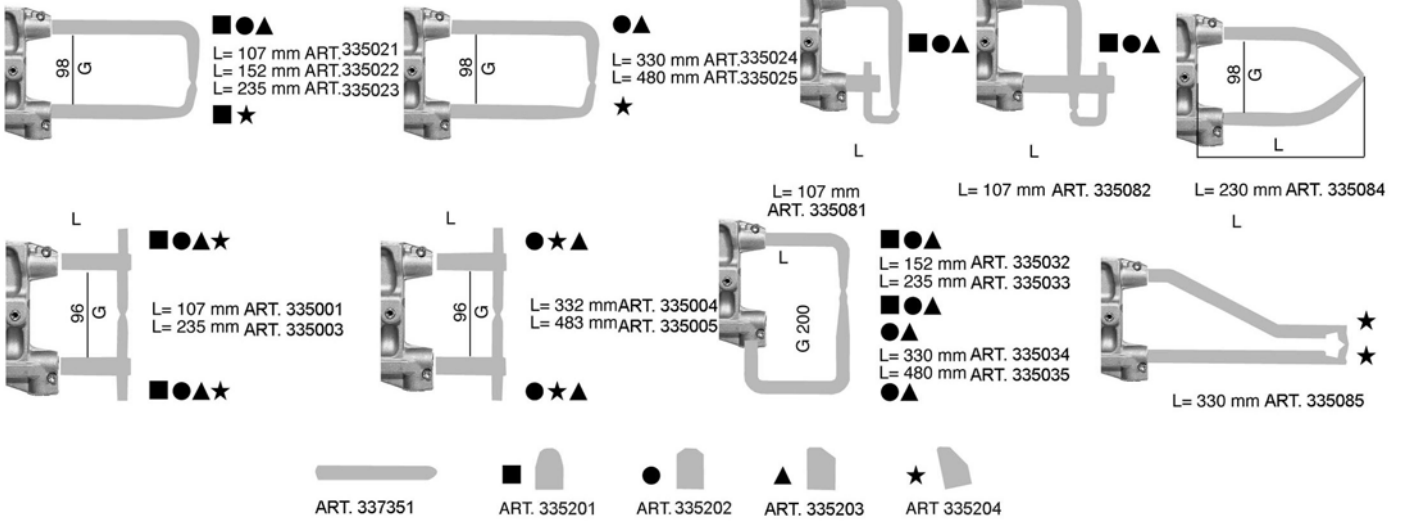 98 G
L= 107 mm ART. 335021
L= 152 mm ART. 335022
L= 235 mm ART. 335023
98 G
L= 330 mm ART. 335024
L= 480 mm ART. 335025
L
L= 107 mm
ART. 335081
L
L= 107 mm ART. 335082
98 G
L
L= 230 mm ART. 335084
L
96 G
L= 107 mm ART. 335001
L= 235 mm ART. 335003
L
96 G
L= 332 mm ART. 335004
L= 483 mm ART. 335005
L
G 200
L= 152 mm ART. 335032
L= 235 mm ART. 335033
L= 330 mm ART. 335034
L= 480 mm ART. 335035
L
L= 330 mm ART. 335085
ART. 337351
ART. 335201
ART. 335202
ART. 335203
ART 335204